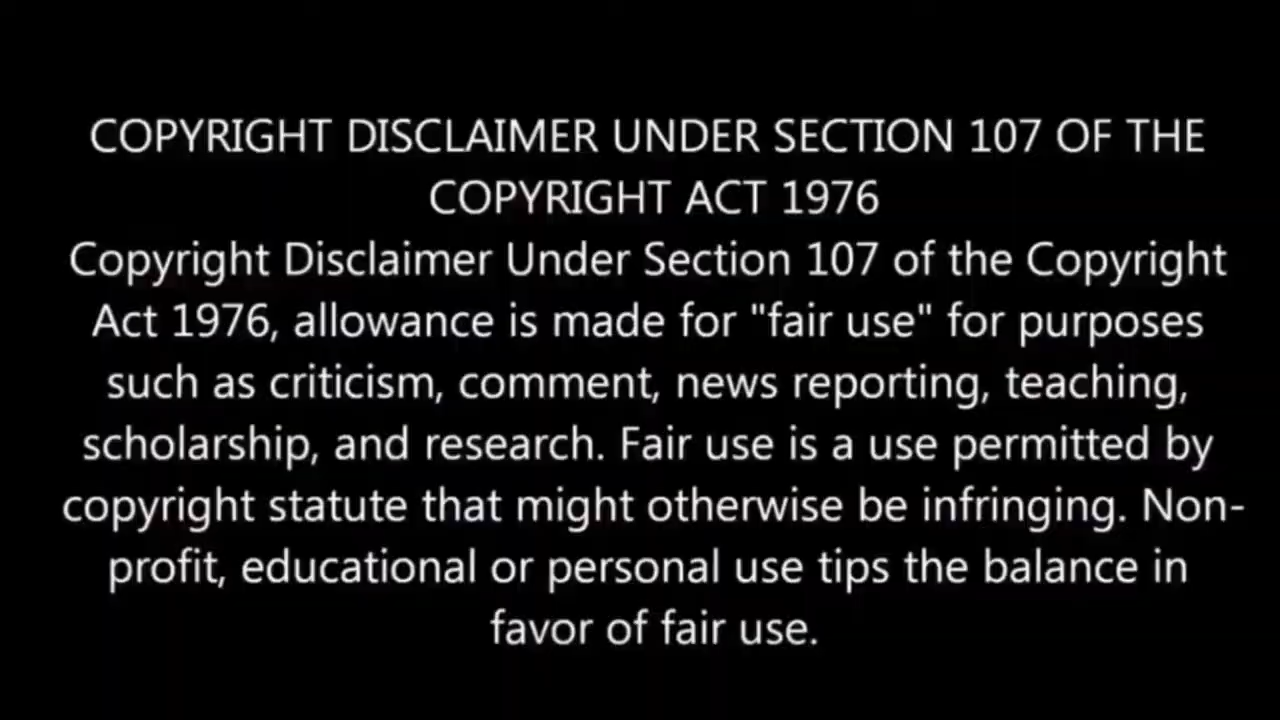 COPYRIGHT DISCLAIMER UNDER SECTION 107 OF THE
COPYRIGHT ACT 1976
Copyright Disclaimer Under Section 107 of the Copyright
Act 1976, allowance is made for "fair use" for purposes
such as criticism, comment, news reporting, teaching,
scholarship, and research. Fair use is a use permitted by
copyright statute that might otherwise be infringing. Non-
profit, educational or personal use tips the balance in
favor of fair use.